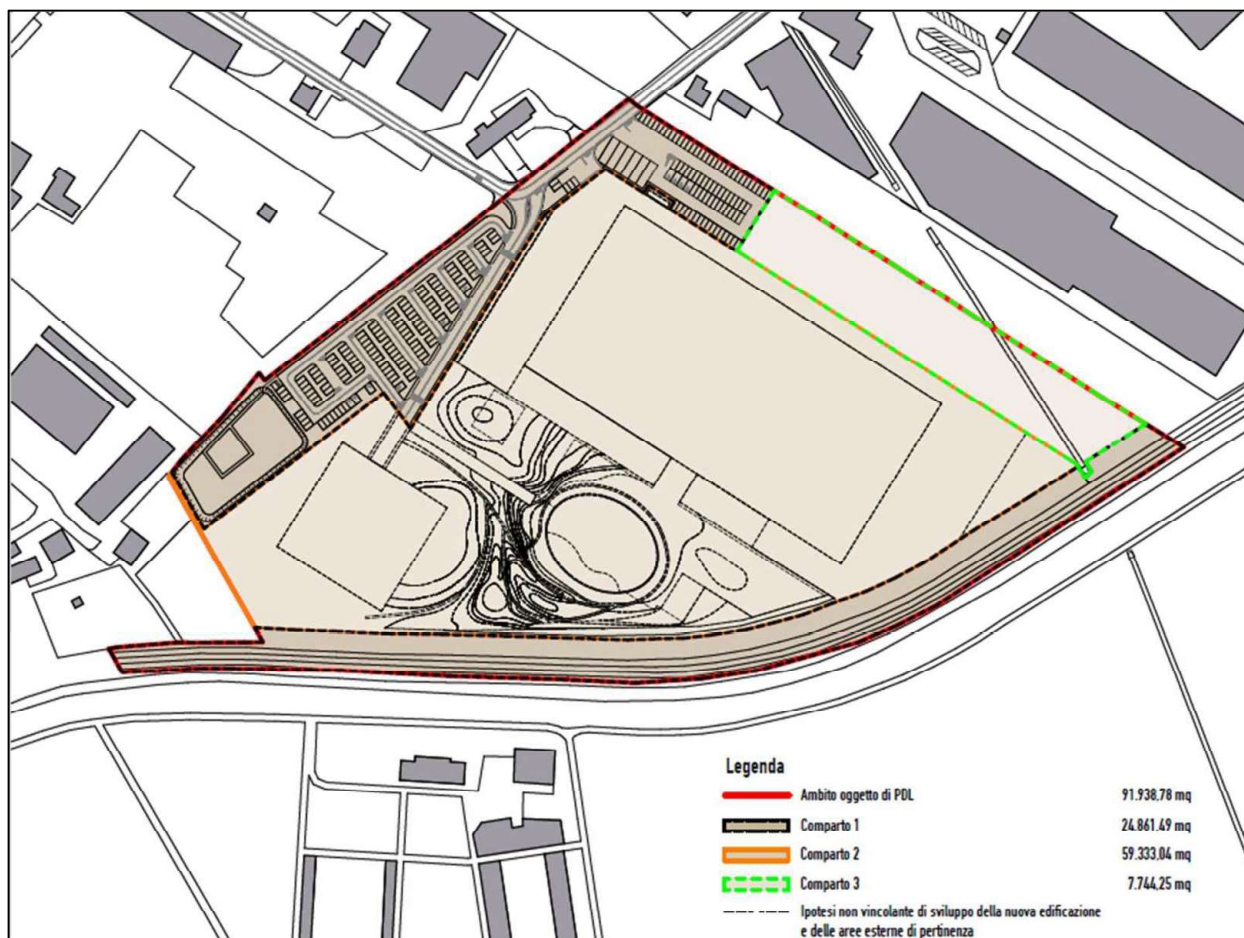 Legenda
Ambito oggetto di PDL 91.938,78 mq
Comparto 1 24.861.49 mq
Comparto 2 59.333,04 mq
Comparto 3 7.744,25 mq
Ipotesi non vincolante di sviluppo della nuova edificazione
e delle aree esterne di pertinenza